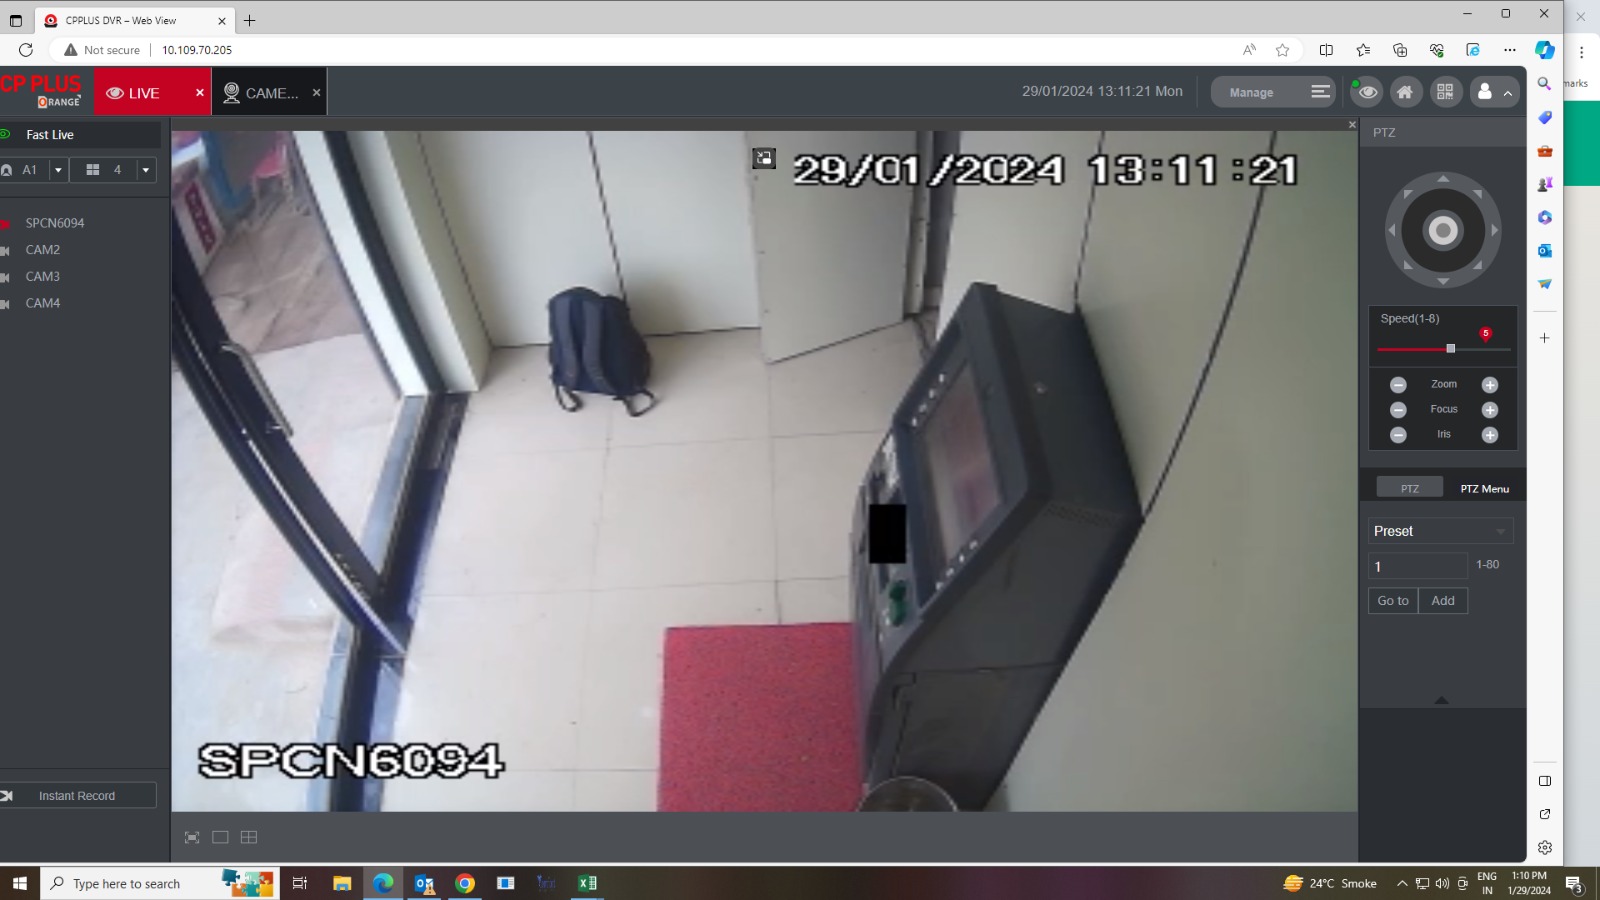 CPPLUS DVR – Web View
Not secure
10.109.70.205
CP PLUS
ORANGE
LIVE
CAME...
29/01/2024 13:11:21 Mon
Manage
marks
Fast Live
A1
4
SPCN6094
CAM2
CAM3
CAM4
Instant Record
29/01/2024 13:11:21
SPCN6094
PTZ
Speed(1-8)
5
Zoom
Focus
Iris
PTZ
PTZ Menu
Preset
1
1-80
Go to
Add
Type here to search
24°C Smoke
ENG
IN
1:10 PM
1/29/2024
3